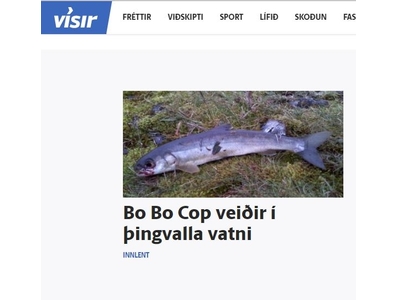 vísir
FRÉTTIR VIÐSKIPTI SPORT LÍFIÐ SKOÐUN FAS
Bo Bo Cop veiðir í
þingvalla vatni
INNLENT